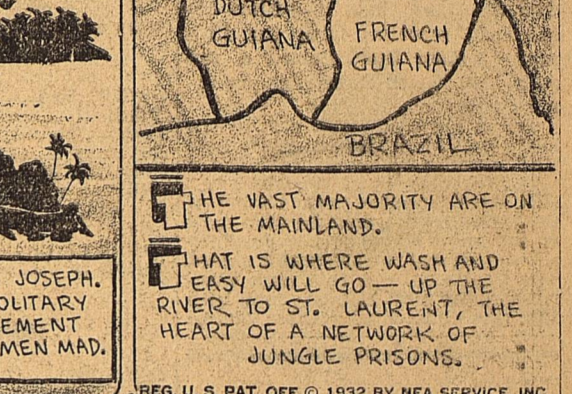 DUTCH
GUIANA
FRENCH
GUIANA
BRAZIL
THE VAST MAJORITY ARE ON
THE MAINLAND.
THAT IS WHERE WASH AND
EASY WILL GO — UP THE
RIVER TO ST. LAURENT, THE
HEART OF A NETWORK OF
JUNGLE PRISONS.
JOSEPH.
OLITARY
EMENT
MEN MAD.
REG. U.S. PAT. OFF. © 1932 BY NEA SERVICE, INC.